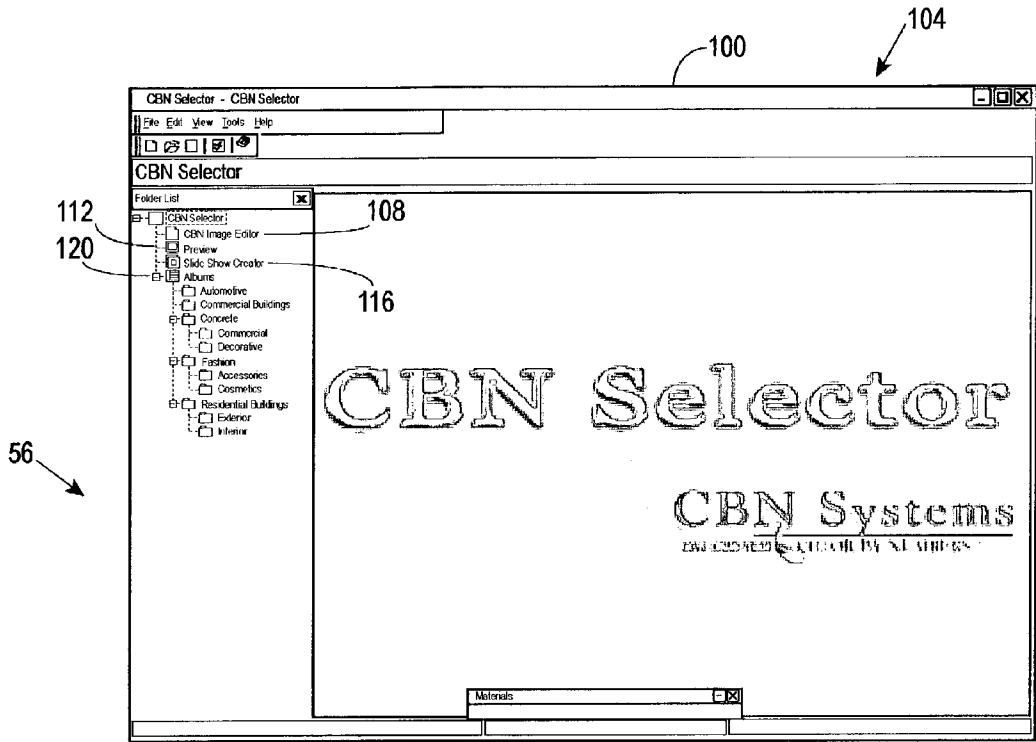 104
100
CBN Selector - CBN Selector
File Edit View Tools Help
CBN Selector
Folder List
CBN Selector
112
CBN Image Editor
108
Preview
120
Slide Show Creator
116
Albums
Automotive
Commercial Buildings
Concrete
Commercial
Decorative
Fashion
Accessories
Cosmetics
Residential Buildings
Exterior
Interior
CBN Selector
56
CBN Systems
Materials